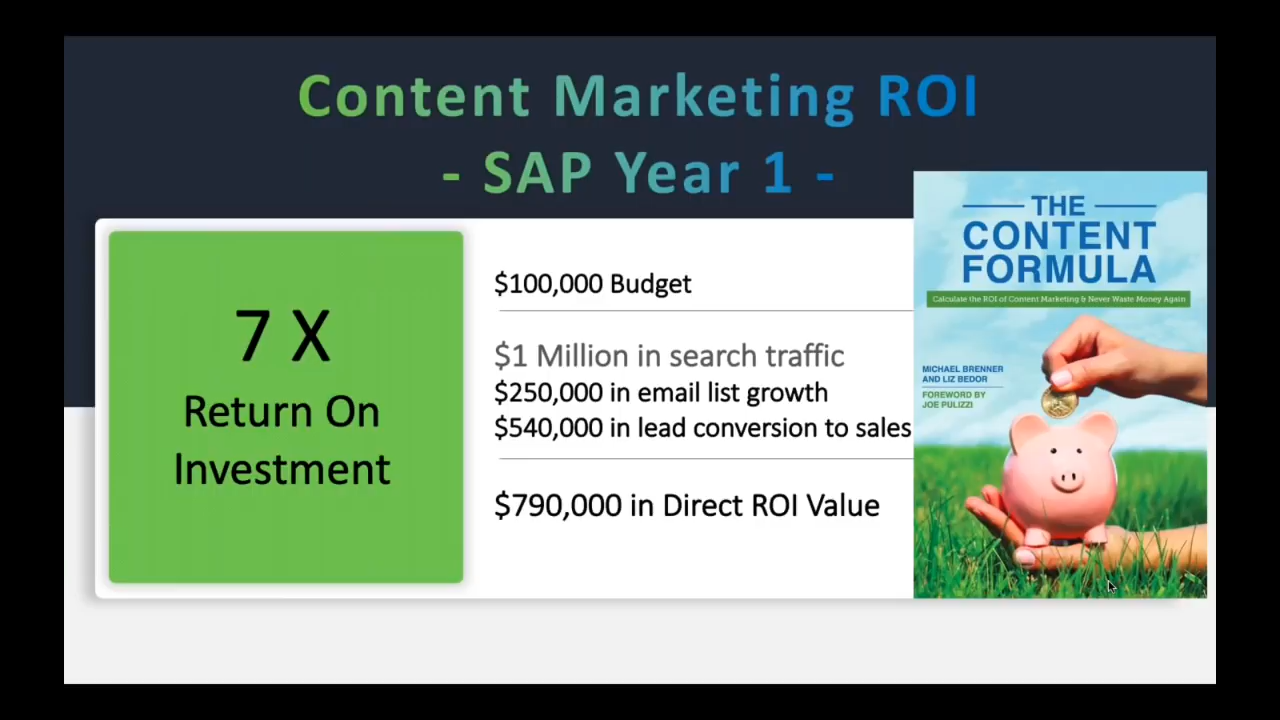 Content Marketing ROI
- SAP Year 1 -
7 X
Return On
Investment
$100,000 Budget
$1 Million in search traffic
$250,000 in email list growth
$540,000 in lead conversion to sales
$790,000 in Direct ROI Value
THE
CONTENT
FORMULA
Calculate the ROI of Content Marketing & Never Waste Money Again
MICHAEL BRENNER
AND LIZ BEDOR
FOREWORD BY
JOE PULIZZI